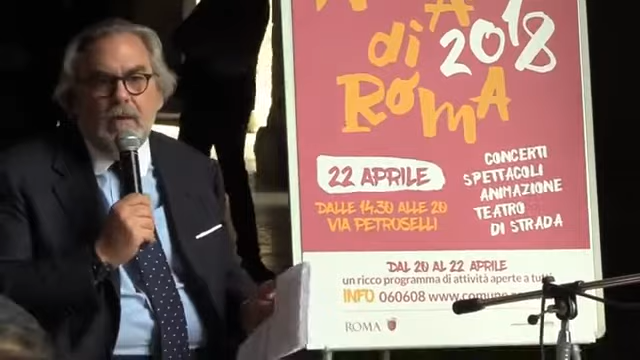 di 2018
ROMA
22 APRILE
DALLE 14.30 ALLE 20
VIA PETROSELLI
CONCERTI
SPETTACOLI
ANIMAZIONE
TEATRO
DI STRADA
DAL 20 AL 22 APRILE
un ricco programma di attività aperte a tutti
INFO 060608 www.comune
ROMA